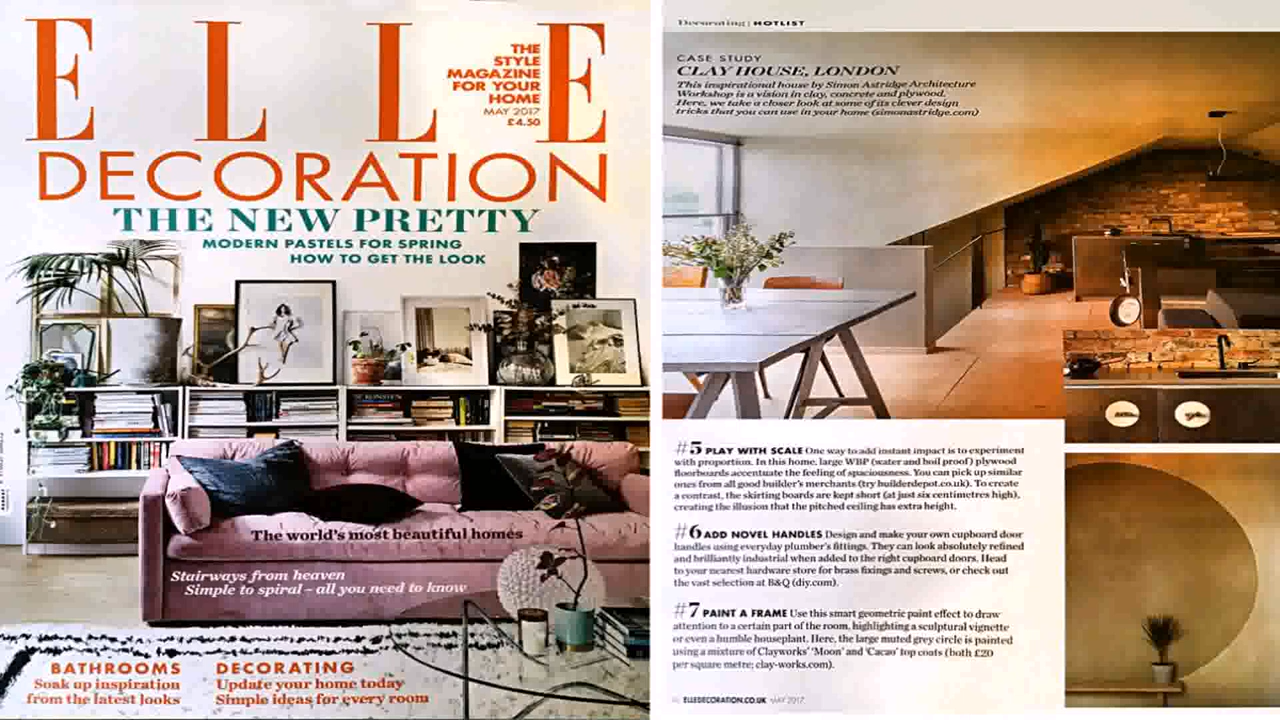 ELLE
THE
STYLE
MAGAZINE
FOR YOUR
HOME
MAY 2017
£4.50
DECORATION
THE NEW PRETTY
MODERN PASTELS FOR SPRING
HOW TO GET THE LOOK
The world's most beautiful homes
Stairways from heaven
Simple to spiral – all you need to know
BATHROOMS
Soak up inspiration
from the latest looks
DECORATING
Update your home today
Simple ideas for every room
Decorating | HOTLIST
CASE STUDY
CLAY HOUSE, LONDON
This inspirational house by Simon Astridge Architecture
Workshop is a vision in clay, concrete and plywood.
Here, we take a closer look at some of its clever design
tricks that you can use in your home (simonastridge.com)
#5 PLAY WITH SCALE One way to add instant impact is to experiment
with proportion. In this home, large WBP (water and boil proof) plywood
floorboards accentuate the feeling of spaciousness. You can pick up similar
ones from all good builder's merchants (try builderdepot.co.uk). To create
a contrast, the skirting boards are kept short (at just six centimetres high),
creating the illusion that the pitched ceiling has extra height.
#6 ADD NOVEL HANDLES Design and make your own cupboard door
handles using everyday plumber's fittings. They can look absolutely refined
and brilliantly industrial when added to the right cupboard doors. Head
to your nearest hardware store for brass fixings and screws, or check out
the vast selection at B&Q (diy.com).
#7 PAINT A FRAME Use this smart geometric paint effect to draw
attention to a certain part of the room, highlighting a sculptural vignette
or even a humble houseplant. Here, the large muted grey circle is painted
using a mixture of Clayworks' 'Moon' and 'Cacao' top coats (both £20
per square metre; clay-works.com).
ELLEDECORATION.CO.UK MAY 2017